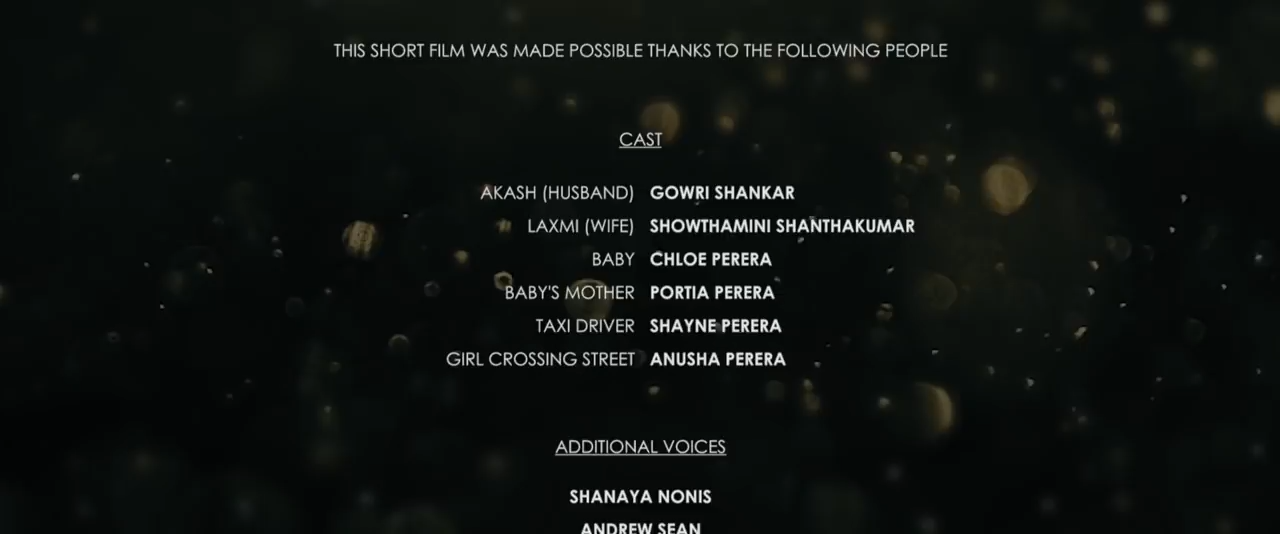 THIS SHORT FILM WAS MADE POSSIBLE THANKS TO THE FOLLOWING PEOPLE
CAST
AKASH (HUSBAND) GOWRI SHANKAR
LAXMI (WIFE) SHOWTHAMINI SHANTHAKUMAR
BABY CHLOE PERERA
BABY'S MOTHER PORTIA PERERA
TAXI DRIVER SHAYNE PERERA
GIRL CROSSING STREET ANUSHA PERERA
ADDITIONAL VOICES
SHANAYA NONIS
ANDREW SEAN